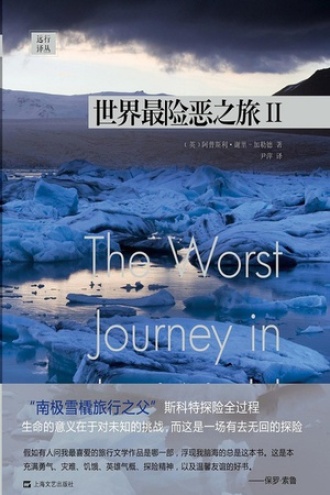 远行
译丛
世界最险恶之旅 II
（英）阿普斯利·谢里-加勒德 著
尹萍 译
The Worst
Journey in
“南极雪橇旅行之父”斯科特探险全过程
生命的意义在于对未知的挑战，而这是一场有去无回的探险
假如有人问我最喜爱的旅行文学作品是哪一部，浮现我脑海的总是这本书。这是本
充满勇气、灾难、饥饿、英雄气概、探险精神，以及温馨友谊的好书。
——保罗·索鲁
上海文艺出版社